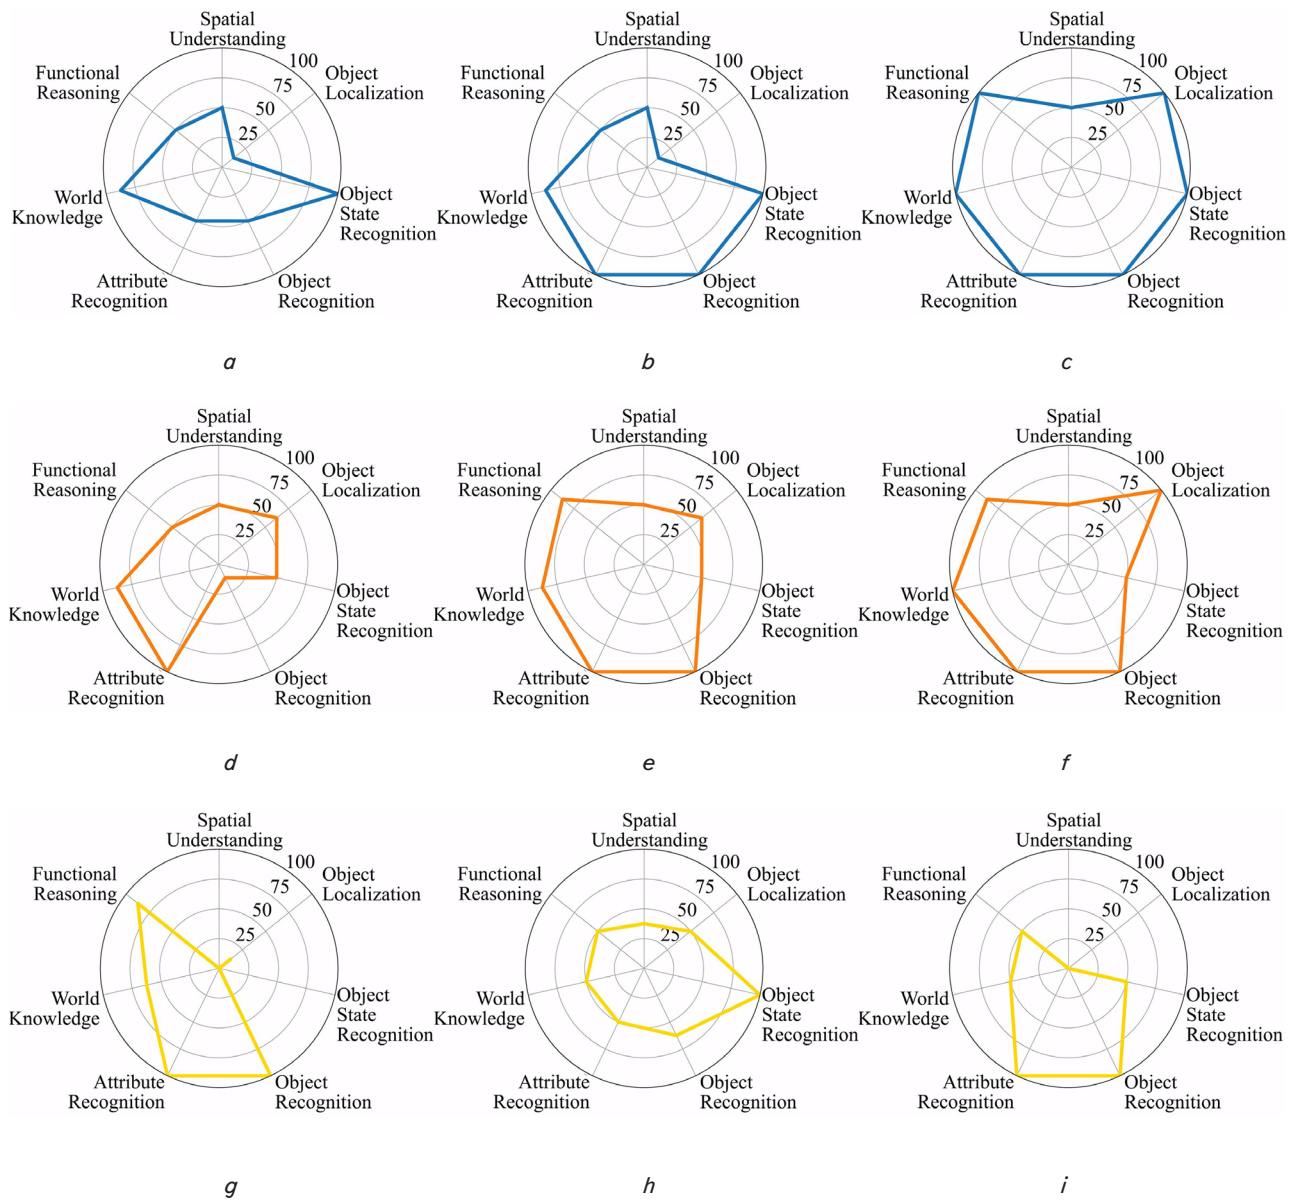 Spatial
Understanding
100
75
50
25
Object
Localization
Object
State
Recognition
Object
Recognition
Attribute
Recognition
World
Knowledge
Functional
Reasoning
a
Spatial
Understanding
100
75
50
25
Object
Localization
Object
State
Recognition
Object
Recognition
Attribute
Recognition
World
Knowledge
Functional
Reasoning
b
Spatial
Understanding
100
75
50
25
Object
Localization
Object
State
Recognition
Object
Recognition
Attribute
Recognition
World
Knowledge
Functional
Reasoning
c
Spatial
Understanding
100
75
50
25
Object
Localization
Object
State
Recognition
Object
Recognition
Attribute
Recognition
World
Knowledge
Functional
Reasoning
d
Spatial
Understanding
100
75
50
25
Object
Localization
Object
State
Recognition
Object
Recognition
Attribute
Recognition
World
Knowledge
Functional
Reasoning
e
Spatial
Understanding
100
75
50
25
Object
Localization
Object
State
Recognition
Object
Recognition
Attribute
Recognition
World
Knowledge
Functional
Reasoning
f
Spatial
Understanding
100
75
50
25
Object
Localization
Object
State
Recognition
Object
Recognition
Attribute
Recognition
World
Knowledge
Functional
Reasoning
g
Spatial
Understanding
100
75
50
25
Object
Localization
Object
State
Recognition
Object
Recognition
Attribute
Recognition
World
Knowledge
Functional
Reasoning
h
Spatial
Understanding
100
75
50
25
Object
Localization
Object
State
Recognition
Object
Recognition
Attribute
Recognition
World
Knowledge
Functional
Reasoning
i